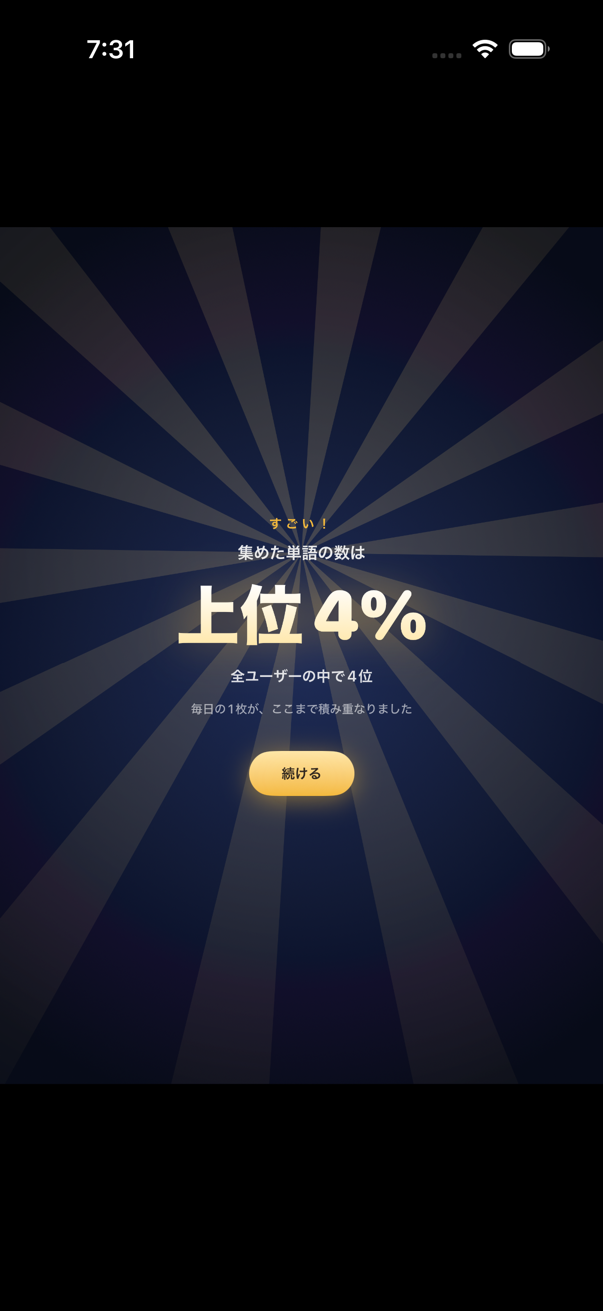 7:31
すごい！
集めた単語の数は
上位4%
全ユーザーの中で4位
毎日の1枚が、ここまで積み重なりました
続ける